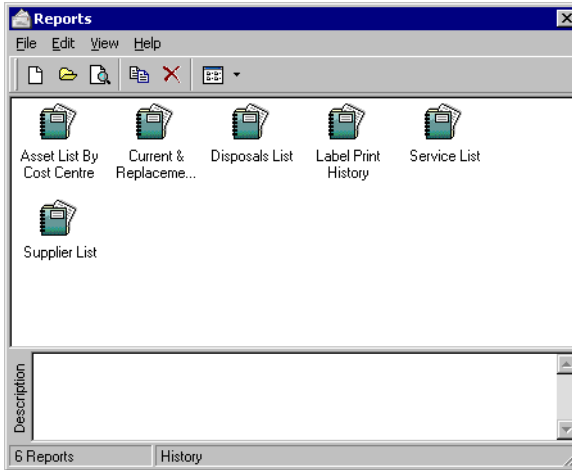 Reports
File Edit View Help
Asset List By Cost Centre
Current & Replaceme...
Disposals List
Label Print History
Service List
Supplier List
Description
6 Reports
History